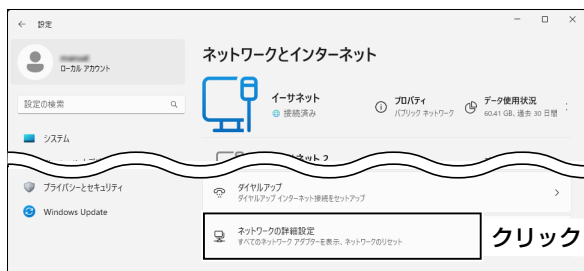 ← 設定
ローカル アカウント
設定の検索
システム
プライバシーとセキュリティ
Windows Update
ネットワークとインターネット
イーサネット
接続済み
プロパティ
パブリック ネットワーク
データ使用状況
60.41 GB, 過去 30 日間
ダイヤルアップ
ダイヤルアップ インターネット接続をセットアップ
ネットワークの詳細設定
すべてのネットワーク アダプターを表示、ネットワークのリセット
クリック